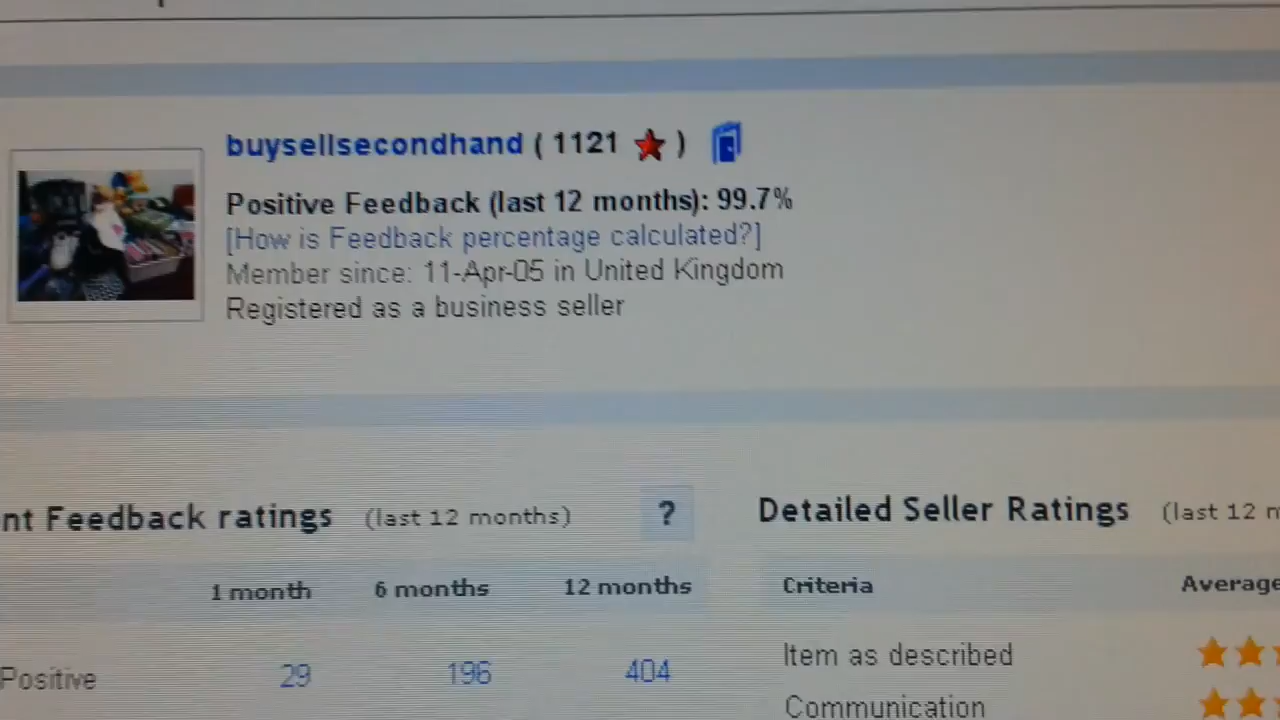 buysellsecondhand ( 1121 )
Positive Feedback (last 12 months): 99.7%
[How is Feedback percentage calculated?]
Member since: 11-Apr-05 in United Kingdom
Registered as a business seller
nt Feedback ratings (last 12 months) ?
Detailed Seller Ratings (last 12 m
1 month 6 months 12 months
Criteria Average
Positive 29 196 404
Item as described
Communication